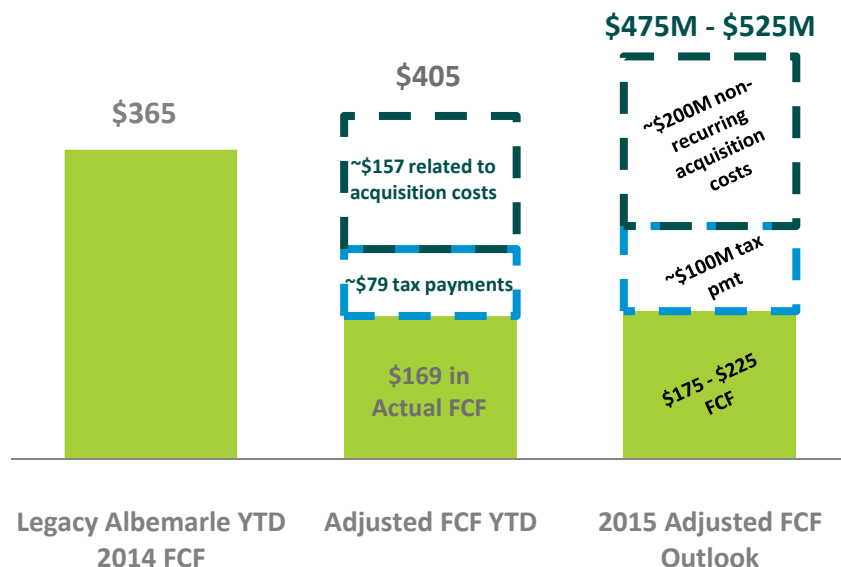 $475M - $525M
$405
$365
~$157 related to
acquisition costs
~$79 tax payments
$169 in
Actual FCF
~$200M non-
recurring
acquisition
costs
~$100M tax
pmt
$175 - $225
FCF
Legacy Albemarle YTD
2014 FCF
Adjusted FCF YTD
2015 Adjusted FCF
Outlook